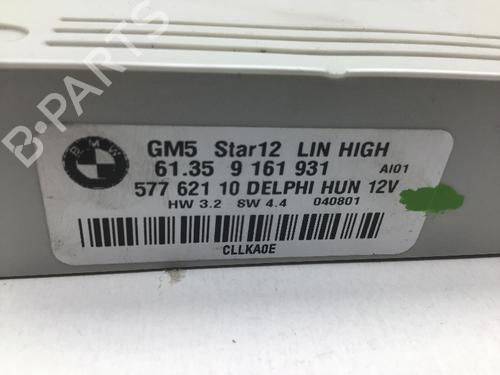 B-PARTS
BMW
GM5 Star12 LIN HIGH
61.35 9 161 931 AI01
577 621 10 DELPHI HUN 12V
HW 3.2 SW 4.4 040801
CLLKA0E